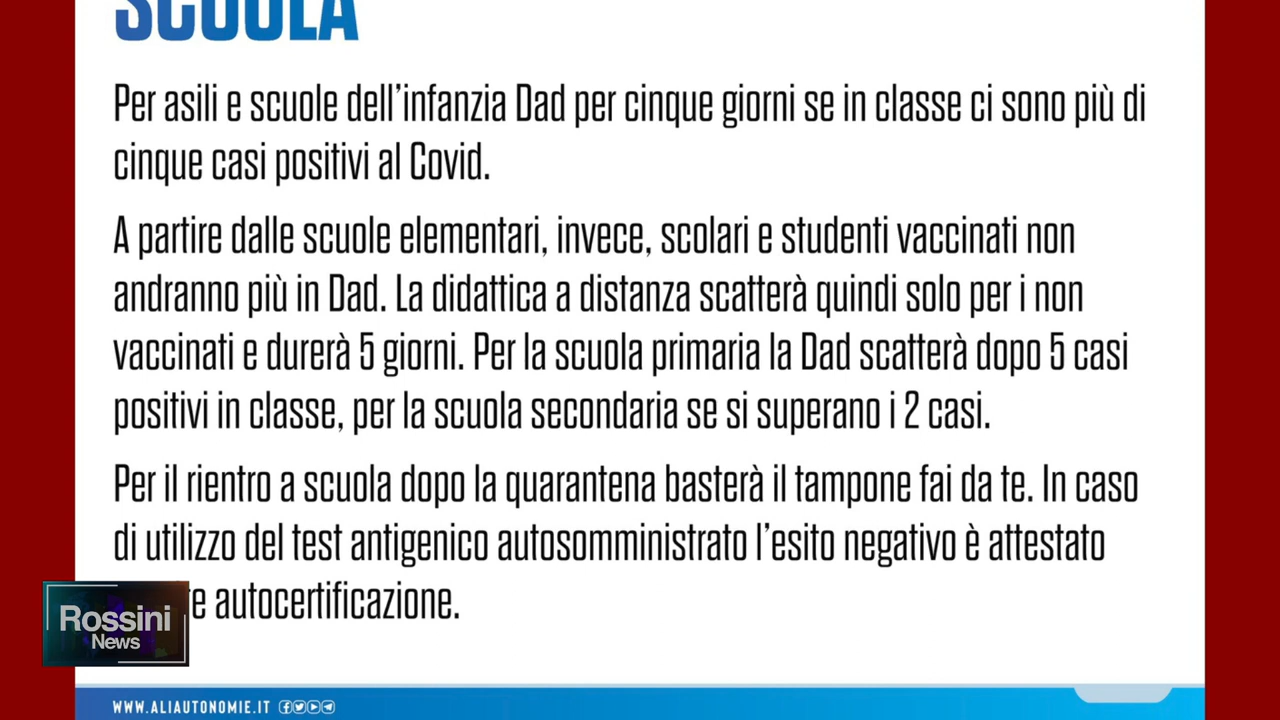 SCUOLA
Per asili e scuole dell’infanzia Dad per cinque giorni se in classe ci sono più di
cinque casi positivi al Covid.
A partire dalle scuole elementari, invece, scolari e studenti vaccinati non
andranno più in Dad. La didattica a distanza scatterà quindi solo per i non
vaccinati e durerà 5 giorni. Per la scuola primaria la Dad scatterà dopo 5 casi
positivi in classe, per la scuola secondaria se si superano i 2 casi.
Per il rientro a scuola dopo la quarantena basterà il tampone fai da te. In caso
di utilizzo del test antigenico autosomministrato l’esito negativo è attestato
autocertificazione.
Rossini
News
WWW.ALIAUTONOMIE.IT